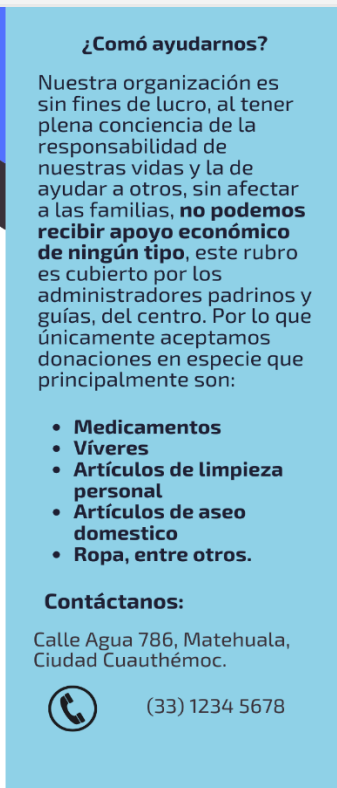 ¿Comó ayudarnos?
Nuestra organización es
sin fines de lucro, al tener
plena conciencia de la
responsabilidad de
nuestras vidas y la de
ayudar a otros, sin afectar
a las familias, no podemos
recibir apoyo económico
de ningún tipo, este rubro
es cubierto por los
administradores padrinos y
guías, del centro. Por lo que
únicamente aceptamos
donaciones en especie que
principalmente son:
• Medicamentos
• Víveres
• Artículos de limpieza
personal
• Artículos de aseo
domestico
• Ropa, entre otros.
Contáctanos:
Calle Agua 786, Matehuala,
Ciudad Cuauthémoc.
(33) 1234 5678